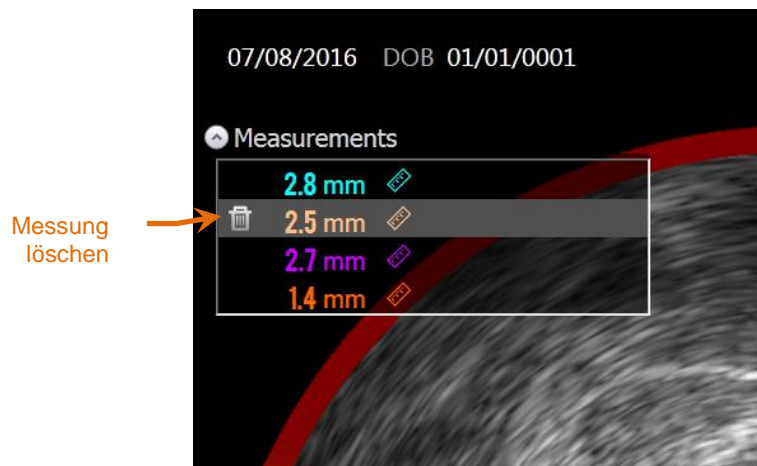 07/08/2016 DOB 01/01/0001
Measurements
2.8 mm
Messung
löschen
2.5 mm
2.7 mm
1.4 mm